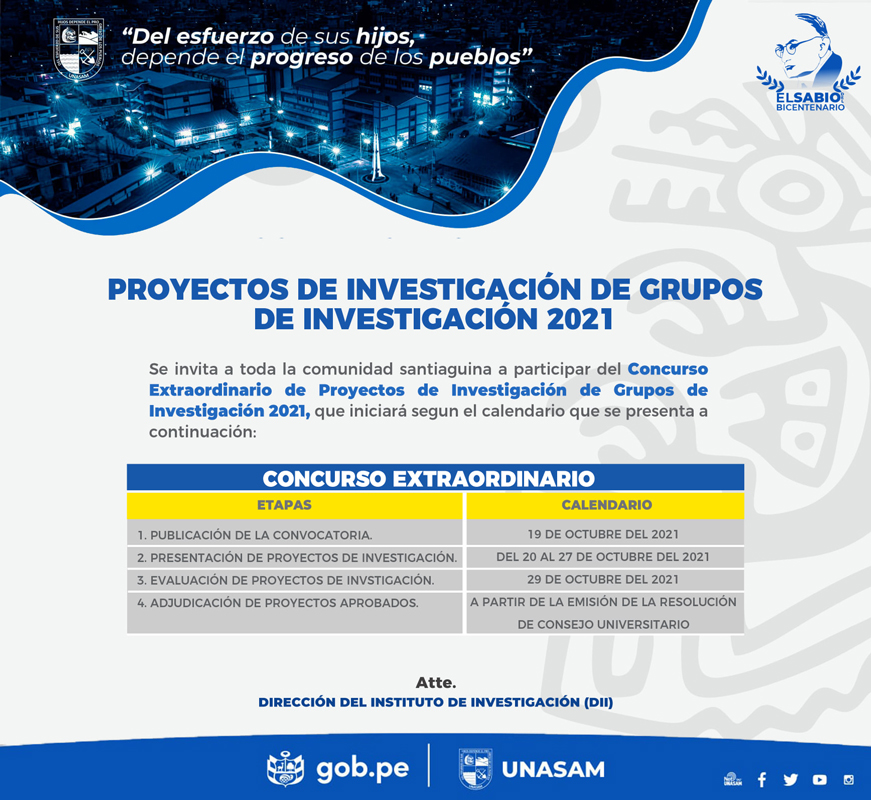 “Del esfuerzo de sus hijos,
depende el progreso de los pueblos”
UNASAM
ELSABIO
BICENTENARIO
PROYECTOS DE INVESTIGACIÓN DE GRUPOS
DE INVESTIGACIÓN 2021
Se invita a toda la comunidad santiaguina a participar del Concurso
Extraordinario de Proyectos de Investigación de Grupos de
Investigación 2021, que iniciará segun el calendario que se presenta a
continuación:
CONCURSO EXTRAORDINARIO
ETAPAS CALENDARIO
1. PUBLICACIÓN DE LA CONVOCATORIA. 19 DE OCTUBRE DEL 2021
2. PRESENTACIÓN DE PROYECTOS DE INVESTIGACIÓN. DEL 20 AL 27 DE OCTUBRE DEL 2021
3. EVALUACIÓN DE PROYECTOS DE INVSTIGACIÓN. 29 DE OCTUBRE DEL 2021
4. ADJUDICACIÓN DE PROYECTOS APROBADOS. A PARTIR DE LA EMISIÓN DE LA RESOLUCIÓN
DE CONSEJO UNIVERSITARIO
Atte.
DIRECCIÓN DEL INSTITUTO DE INVESTIGACIÓN (DII)
gob.pe UNASAM
UNASAM